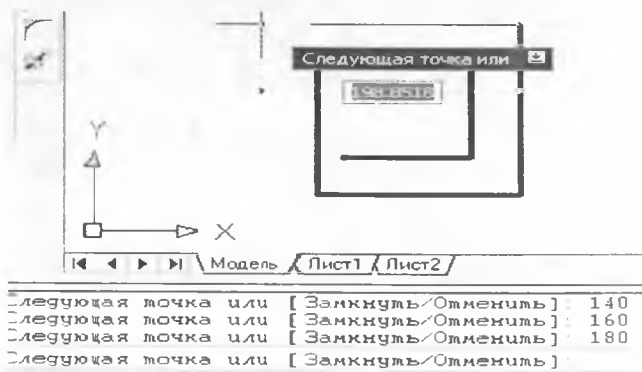 Следующая точка или
Y
X
Модель Лист1 Лист2
Следующая точка или [Замкнуть/Отменить]: 140
Следующая точка или [Замкнуть/Отменить]: 160
Следующая точка или [Замкнуть/Отменить]: 180
Следующая точка или [Замкнуть/Отменить]: